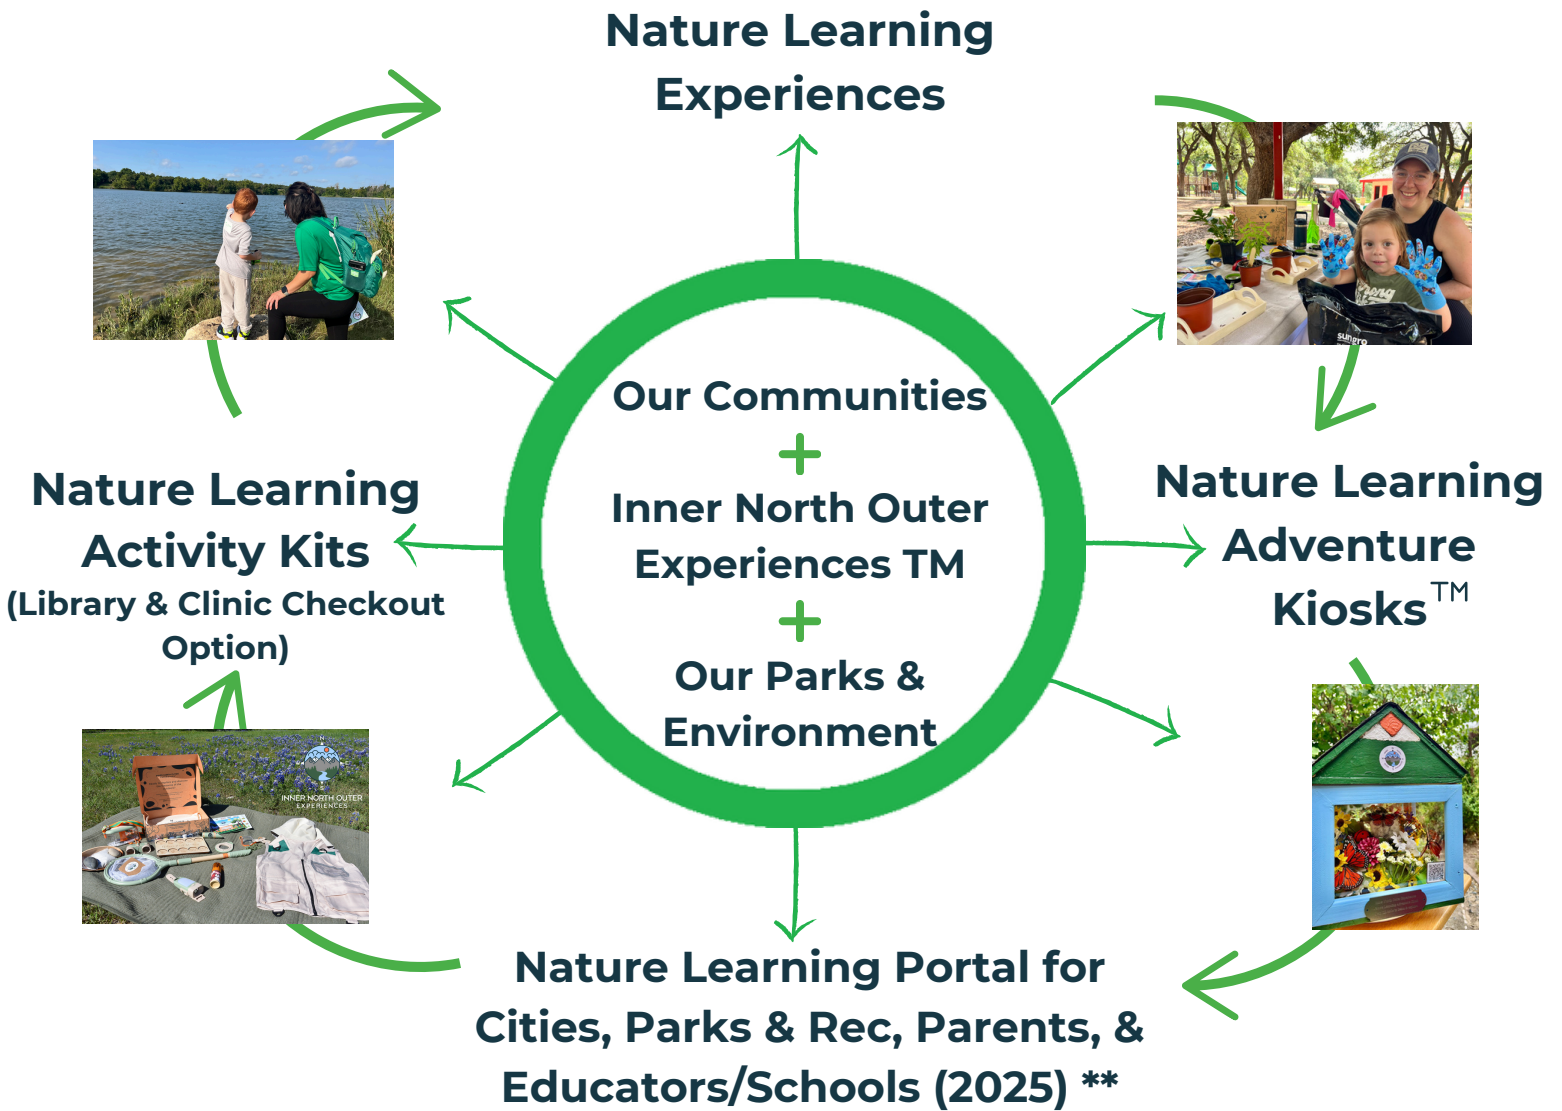 Nature Learning
Experiences
Our Communities
+
Inner North Outer
Experiences TM
+
Our Parks &
Environment
Nature Learning
Adventure
Kiosks™
Nature Learning
Activity Kits
(Library & Clinic Checkout
Option)
Nature Learning Portal for
Cities, Parks & Rec, Parents, &
Educators/Schools (2025) **
sungro
INNER NORTH OUTER
EXPERIENCES